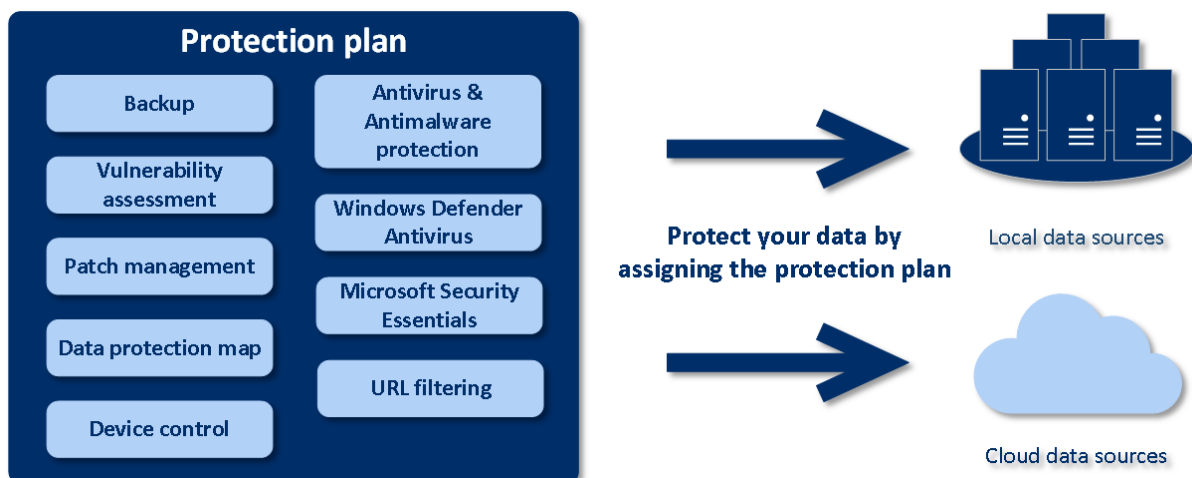 Protection plan
Backup
Vulnerability
assessment
Patch management
Data protection map
Device control
Antivirus &
Antimalware
protection
Windows Defender
Antivirus
Microsoft Security
Essentials
URL filtering
Protect your data by
assigning the protection plan
Local data sources
Cloud data sources